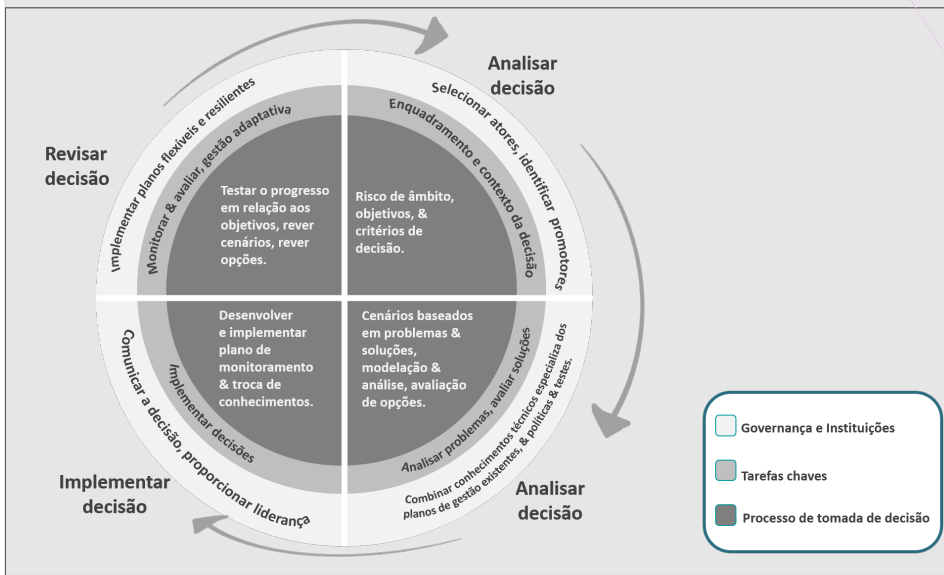 Analisar
decisão
Selecionar atores, identificar promotores
Enquadramento e contexto da decisão
Risco de âmbito,
objetivos, &
critérios de
decisão.
Analisar
decisão
Combinar conhecimentos técnicos especializa dos
planos de gestão existentes, & políticas & testes.
Analisar problemas, avaliar soluções
Cenários baseados
em problemas &
soluções,
modelação &
análise, avaliação
de opções.
Implementar
decisão
Comunicar a decisão, proporcionar liderança
Implementar decisões
Desenvolver
e implementar
plano de
monitoramento
& troca de
conhecimentos.
Revisar
decisão
Implementar planos flexíveis e resilientes
Monitorar & avaliar, gestão adaptativa
Testar o progresso
em relação aos
objetivos, rever
cenários, rever
opções.
Governança e Instituições
Tarefas chaves
Processo de tomada de decisão